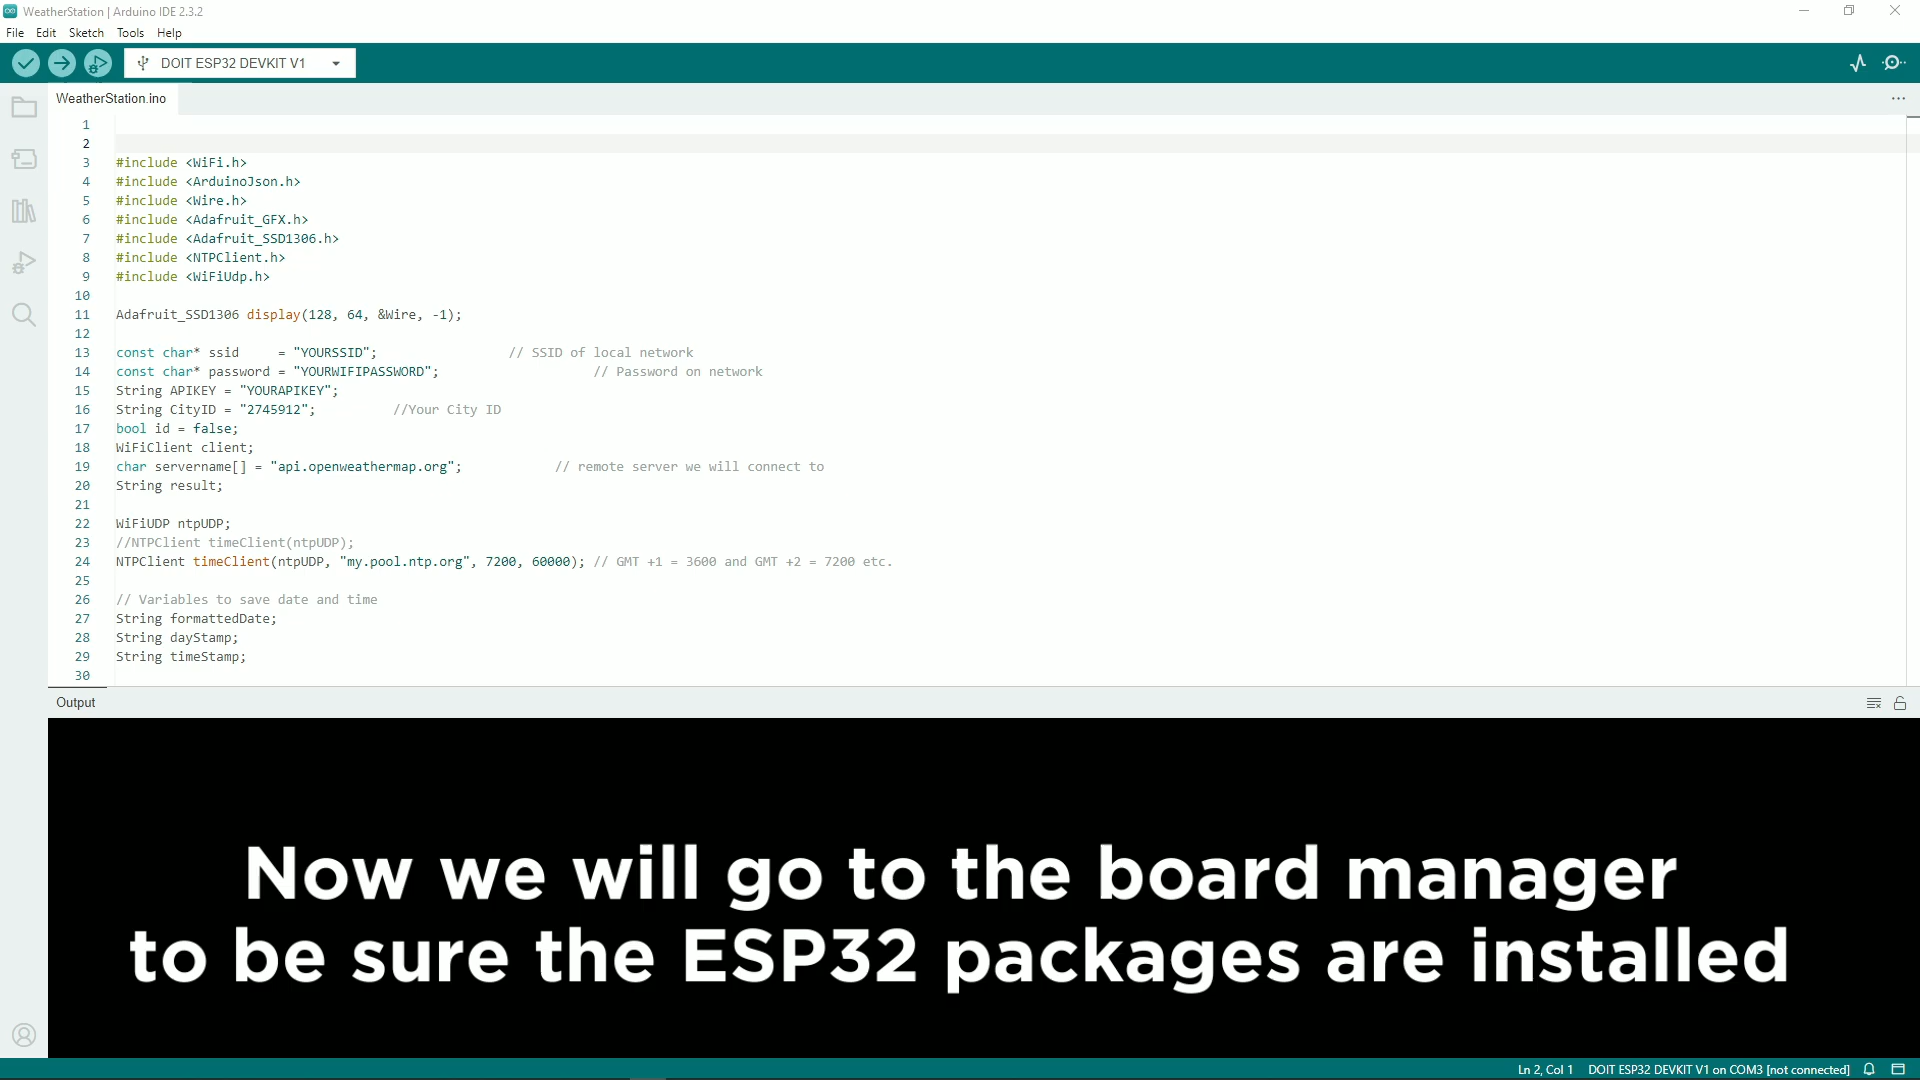 WeatherStation | Arduino IDE 2.3.2
File Edit Sketch Tools Help
DOIT ESP32 DEVKIT V1
WeatherStation.ino
1
2
3 #include <WiFi.h>
4 #include <ArduinoJson.h>
5 #include <Wire.h>
6 #include <Adafruit_GFX.h>
7 #include <Adafruit_SSD1306.h>
8 #include <NTPClient.h>
9 #include <WiFiUdp.h>
10
11 Adafruit_SSD1306 display(128, 64, &Wire, -1);
12
13 const char* ssid     = "YOURSSID";                 // SSID of local network
14 const char* password = "YOURWIFIPASSWORD";                    // Password on network
15 String APIKEY = "YOURAPIKEY";
16 String CityID = "2745912";          //Your City ID
17 bool id = false;
18 WiFiClient client;
19 char servername[] = "api.openweathermap.org";            // remote server we will connect to
20 String result;
21
22 WiFiUDP ntpUDP;
23 //NTPClient timeClient(ntpUDP);
24 NTPClient timeClient(ntpUDP, "my.pool.ntp.org", 7200, 60000); // GMT +1 = 3600 and GMT +2 = 7200 etc.
25
26 // Variables to save date and time
27 String formattedDate;
28 String dayStamp;
29 String timeStamp;
30
Output
Now we will go to the board manager
to be sure the ESP32 packages are installed
Ln 2, Col 1 DOIT ESP32 DEVKIT V1 on COM3 [not connected]